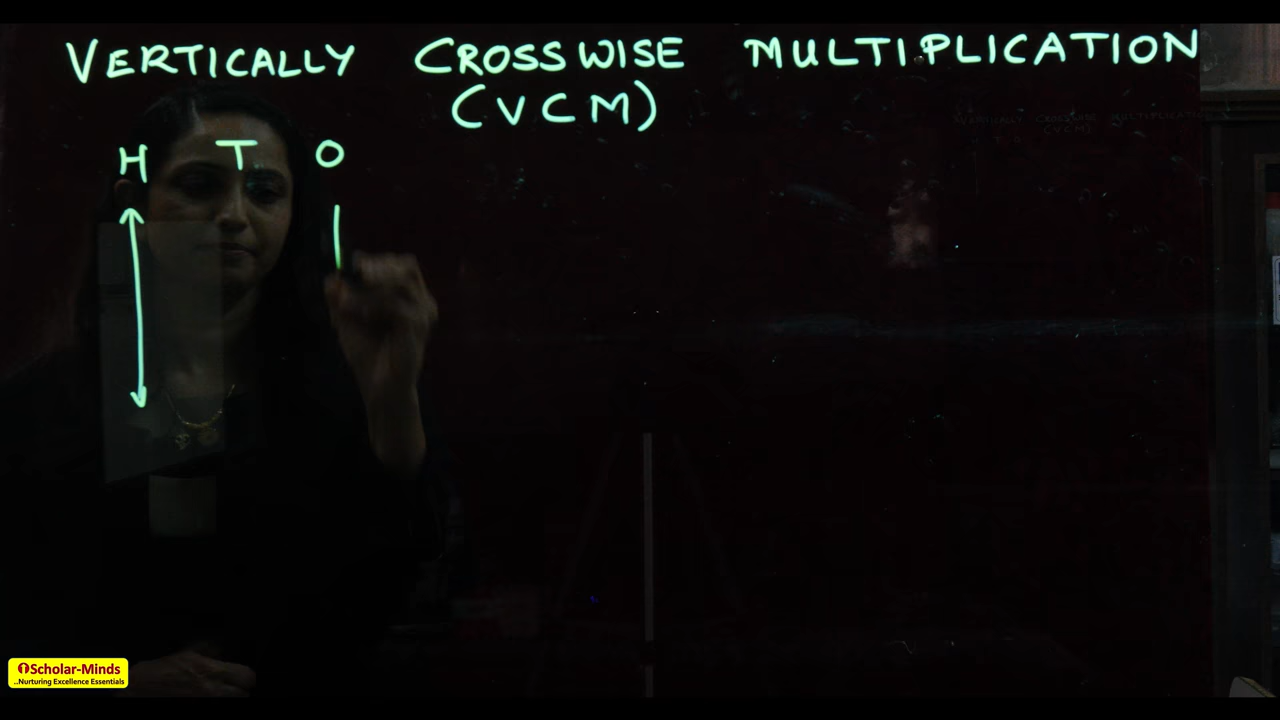 VERTICALLY CROSSWISE MULTIPLICATION
(VCM)
H T O
Scholar-Minds
..Nurturing Excellence Essentials